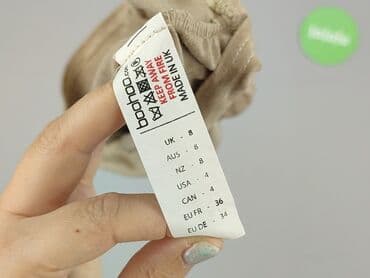 boohoo.com®
KEEP AWAY
FROM FIRE
MADE IN UK
UK - 8
AUS - 8
NZ - 8
USA - 4
CAN - 4
EU FR - 36
EU DE - 34